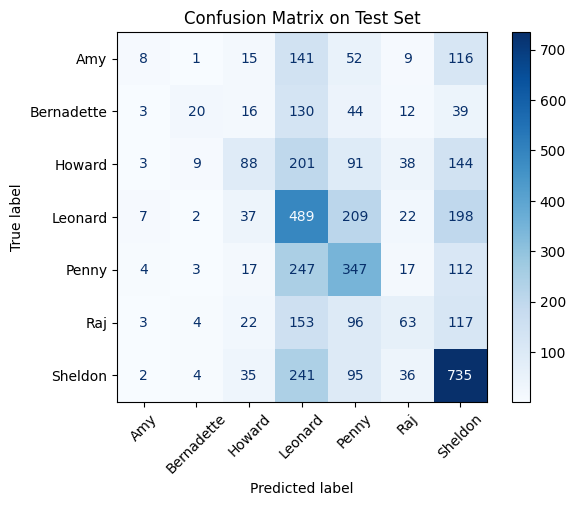 Confusion Matrix on Test Set
Amy 8 1 15 141 52 9 116
Bernadette 3 20 16 130 44 12 39
Howard 3 9 88 201 91 38 144
Leonard 7 2 37 489 209 22 198
Penny 4 3 17 247 347 17 112
Raj 3 4 22 153 96 63 117
Sheldon 2 4 35 241 95 36 735
True label
Amy Bernadette Howard Leonard Penny Raj Sheldon
Predicted label
700
600
500
400
300
200
100